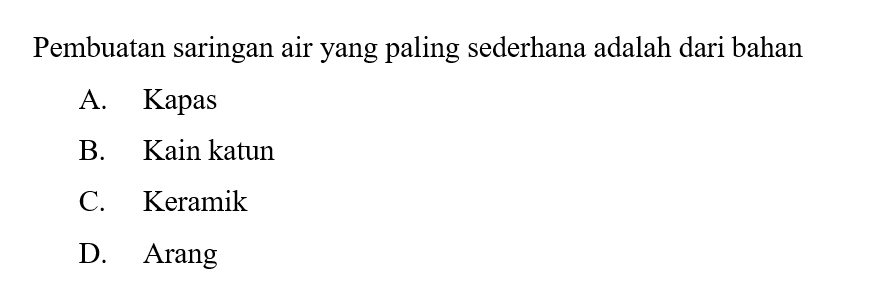 Pembuatan saringan air yang paling sederhana adalah dari bahan
A. Kapas
B. Kain katun
C. Keramik
D. Arang